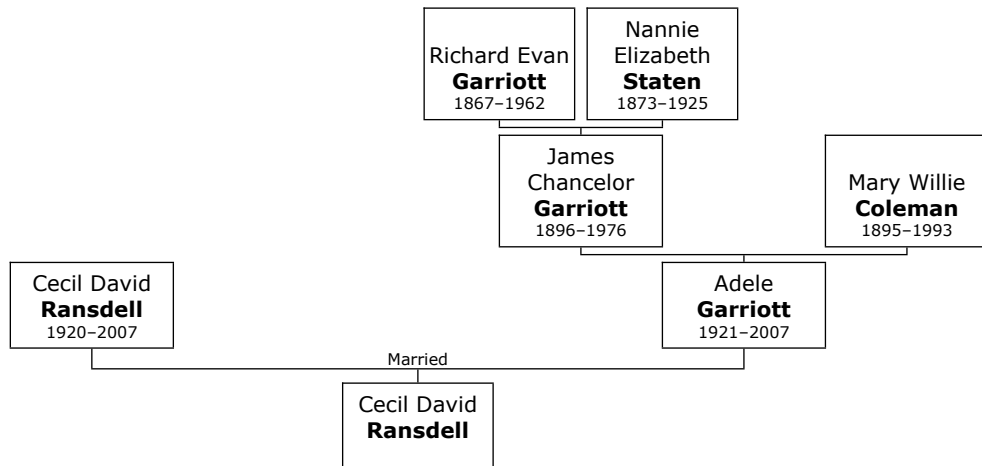 Richard Evan
Garriott
1867–1962
Nannie
Elizabeth
Staten
1873–1925
James
Chancelor
Garriott
1896–1976
Mary Willie
Coleman
1895–1993
Cecil David
Ransdell
1920–2007
Adele
Garriott
1921–2007
Married
Cecil David
Ransdell